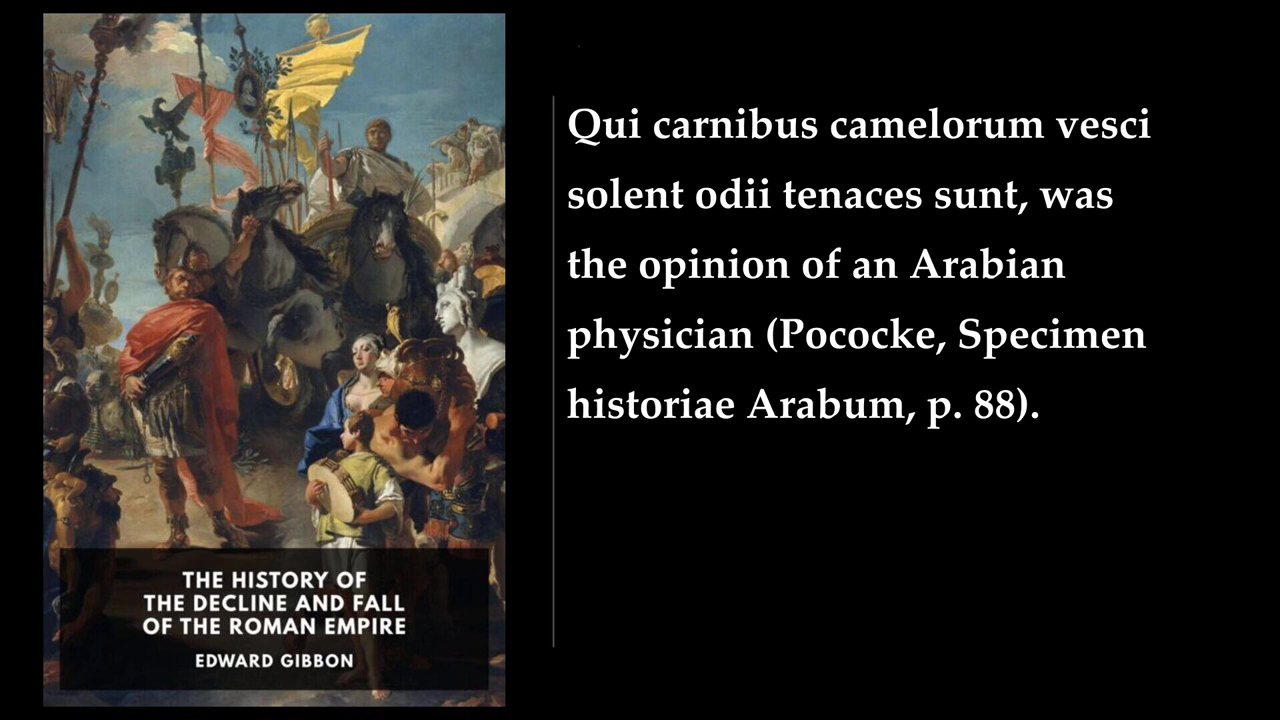 THE HISTORY OF
THE DECLINE AND FALL
OF THE ROMAN EMPIRE
EDWARD GIBBON
Qui carnibus camelorum vesci
solent odii tenaces sunt, was
the opinion of an Arabian
physician (Pococke, Specimen
historiae Arabum, p. 88).